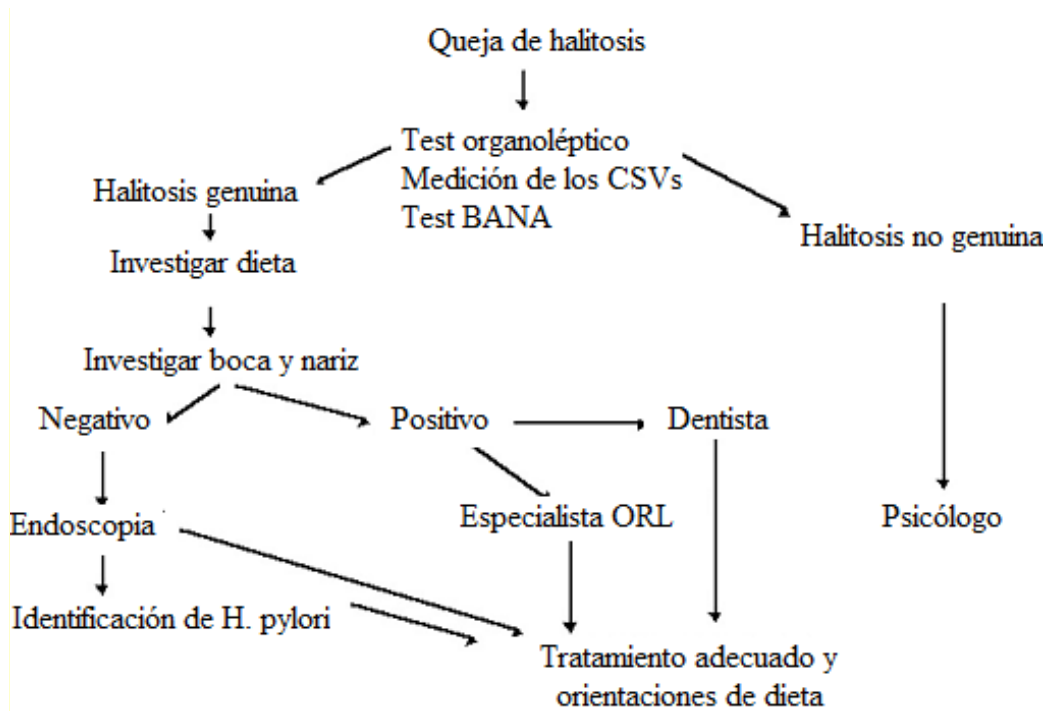 Queja de halitosis
Test organoléptico
Medición de los CSVs
Test BANA
Halitosis genuina
Halitosis no genuina
Investigar dieta
Investigar boca y nariz
Negativo
Positivo
Dentista
Endoscopia
Especialista ORL
Psicólogo
Identificación de H. pylori
Tratamiento adecuado y
orientaciones de dieta